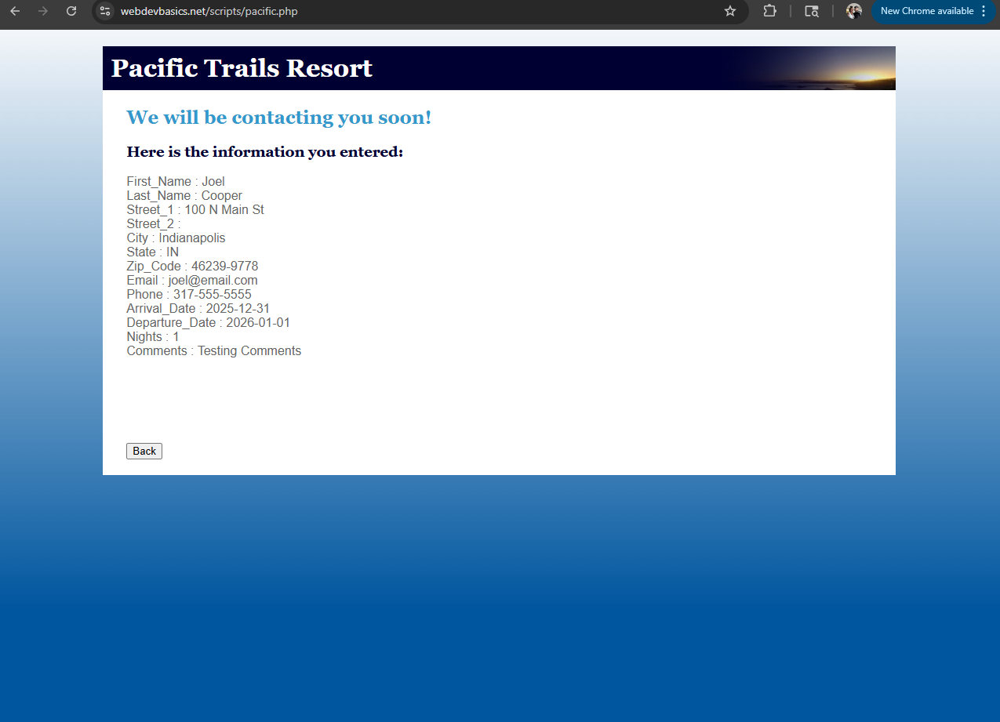 webdevbasics.net/scripts/pacific.php
New Chrome available
Pacific Trails Resort
We will be contacting you soon!
Here is the information you entered:
First_Name : Joel
Last_Name : Cooper
Street_1 : 100 N Main St
Street_2 :
City : Indianapolis
State : IN
Zip_Code : 46239-9778
Email : joel@email.com
Phone : 317-555-5555
Arrival_Date : 2025-12-31
Departure_Date : 2026-01-01
Nights : 1
Comments : Testing Comments
Back